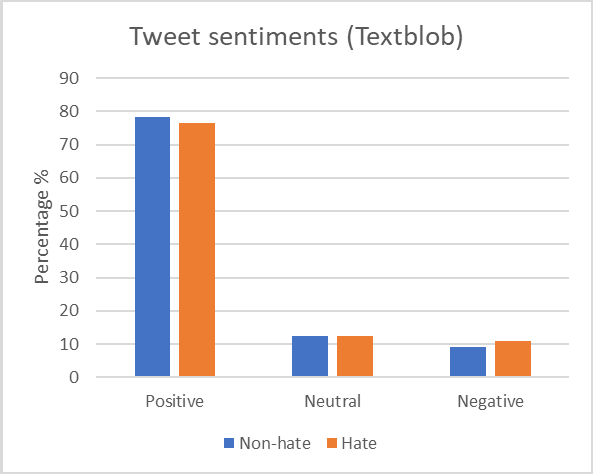 Tweet sentiments (Textblob)
Percentage %
90
80
70
60
50
40
30
20
10
0
Positive Neutral Negative
Non-hate Hate